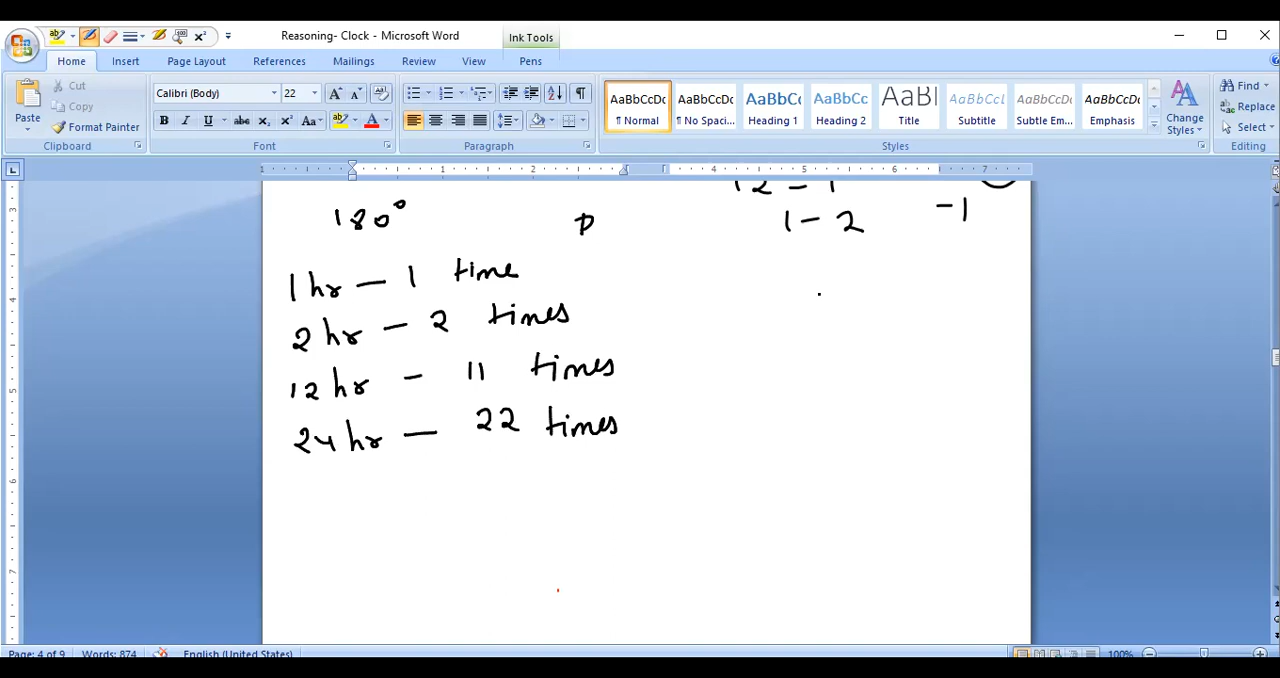 Reasoning- Clock - Microsoft Word
Ink Tools
Home Insert Page Layout References Mailings Review View Pens
Paste
Cut
Copy
Format Painter
Clipboard
Calibri (Body) 22
Font
Paragraph
AaBbCcDc AaBbCcDc AaBbCc AaBbCc AaBl AaBbCcL AaBbCcDc AaBbCcDc
¶ Normal ¶ No Spaci... Heading 1 Heading 2 Title Subtitle Subtle Em... Emphasis
Change Styles
Styles
Find
Replace
Select
Editing
12 - 1
180° p 1 - 2 -1
1 hr - 1 time
2 hr - 2 times
12 hr - 11 times
24 hr - 22 times
Page: 4 of 9 Words: 874 English (United States) 100%